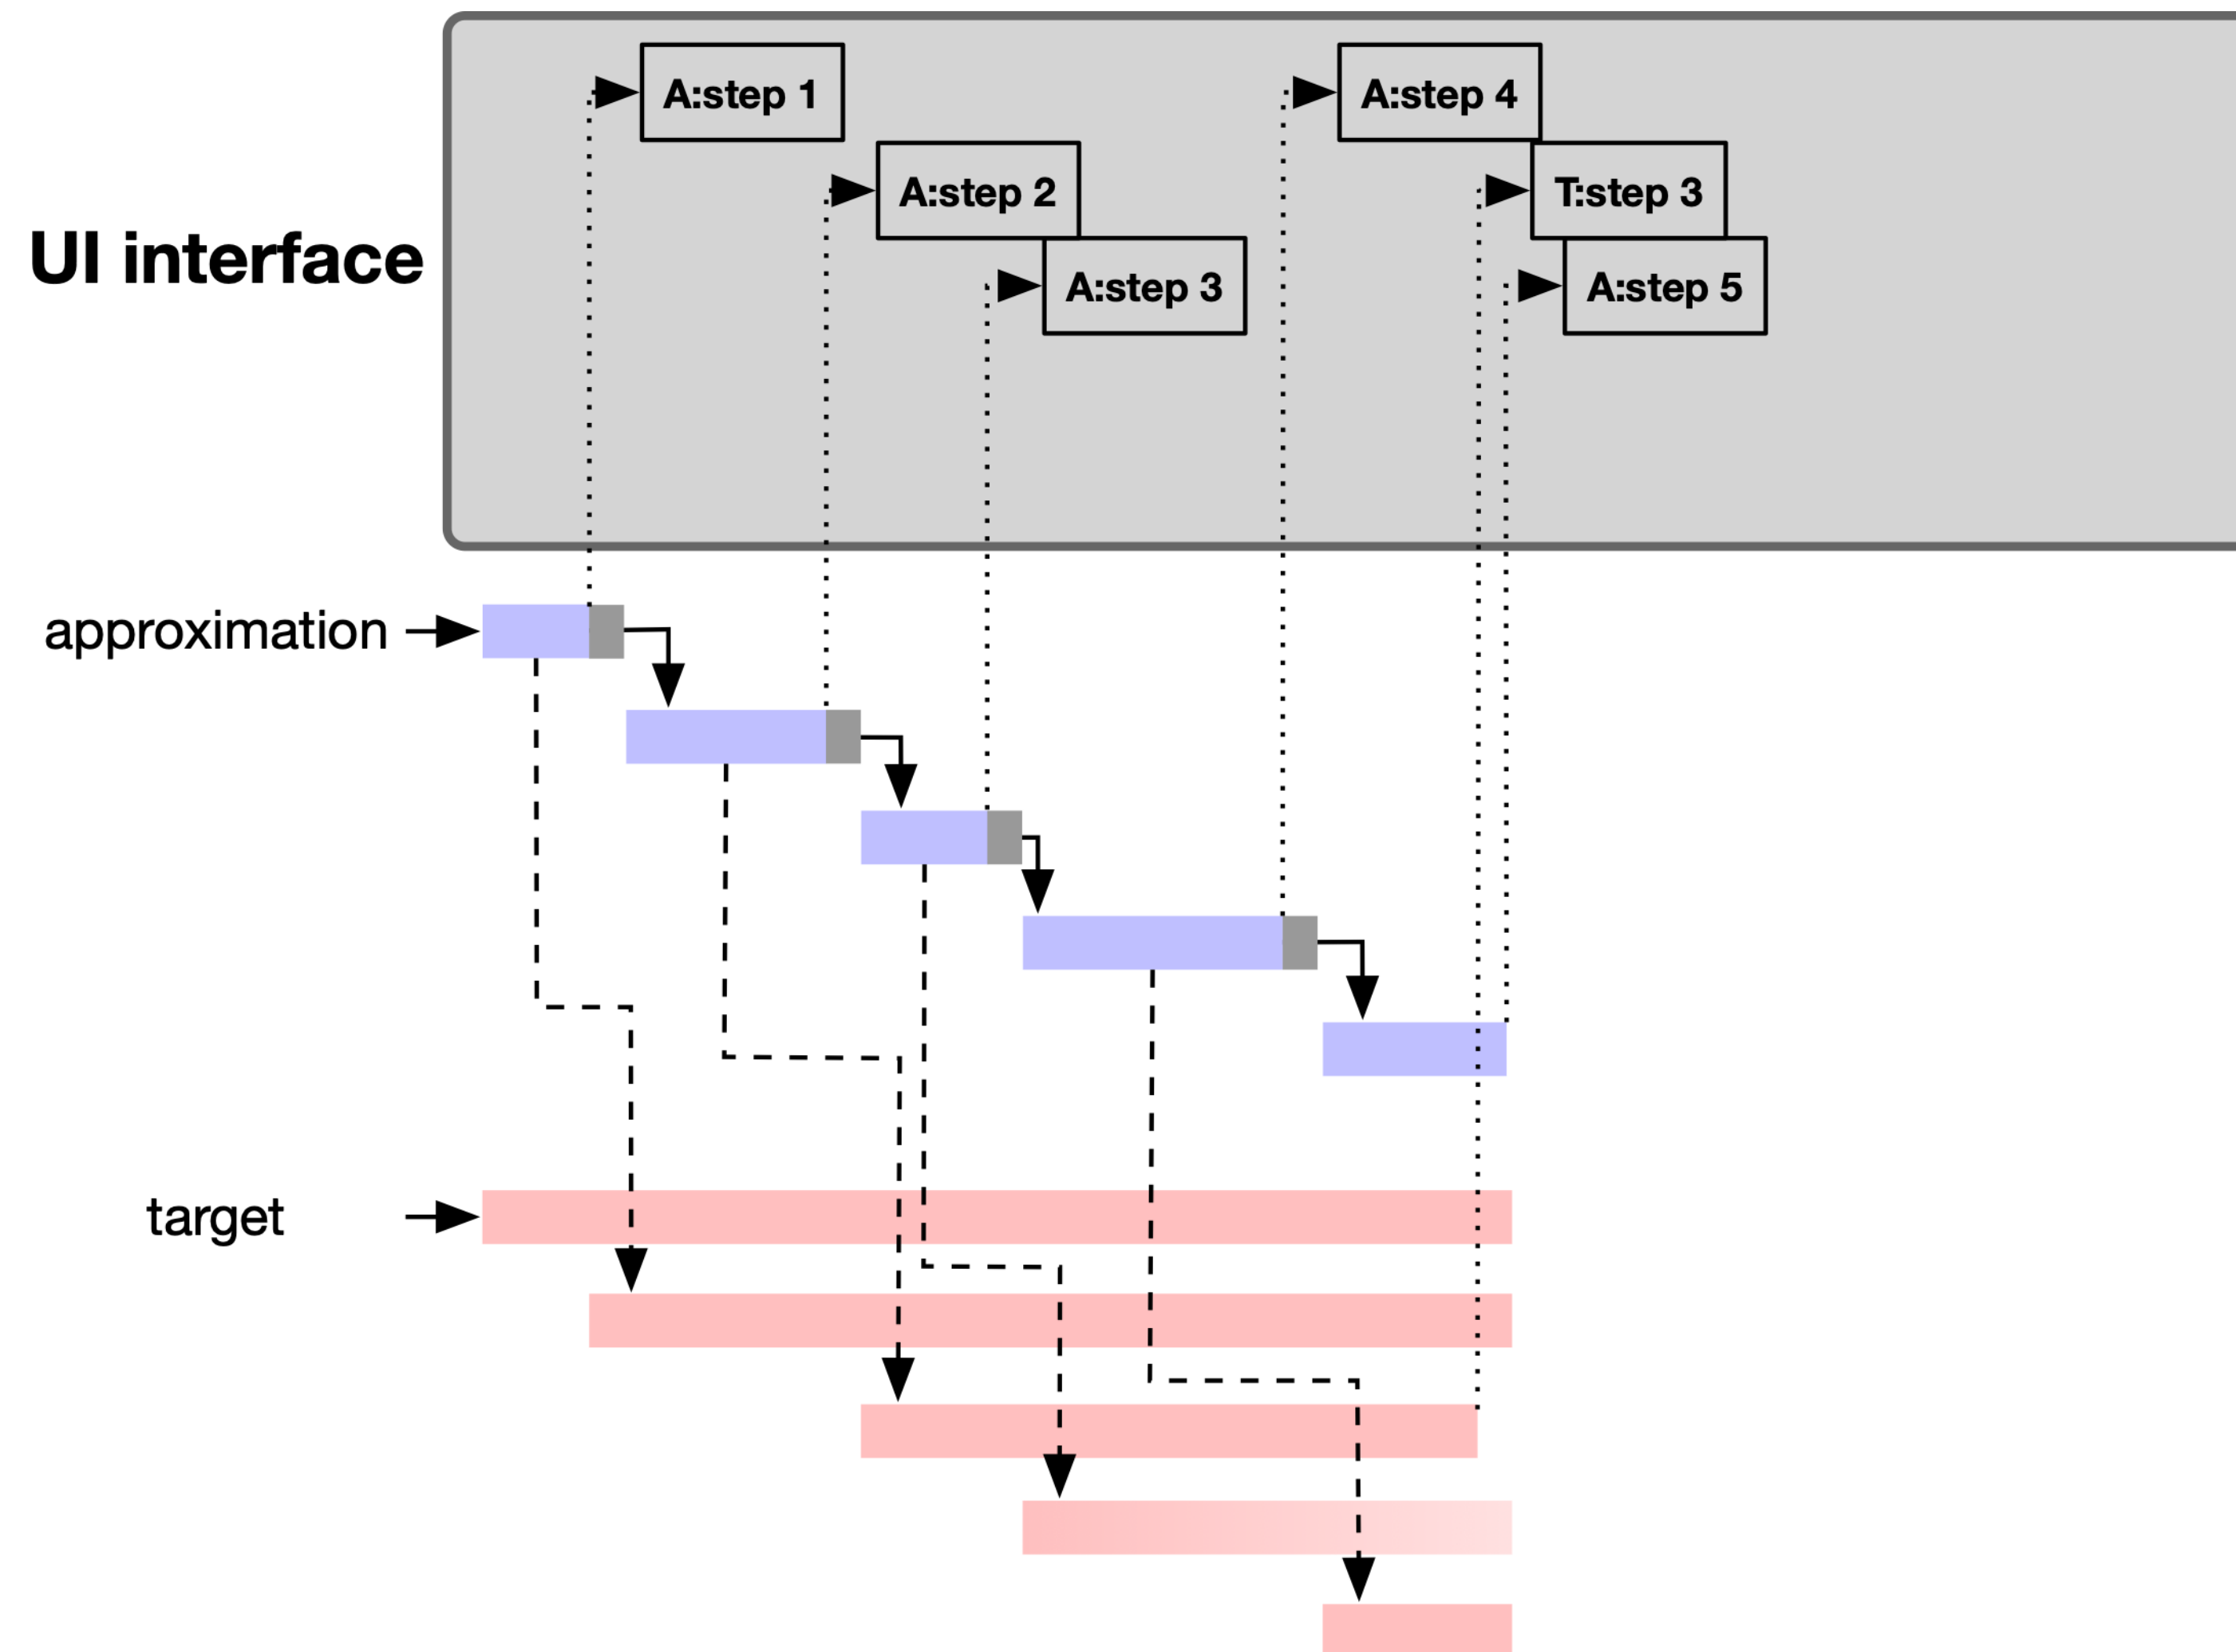 A:step 1
A:step 4
A:step 2
T:step 3
UI interface
A:step 3
A:step 5
approximation
target